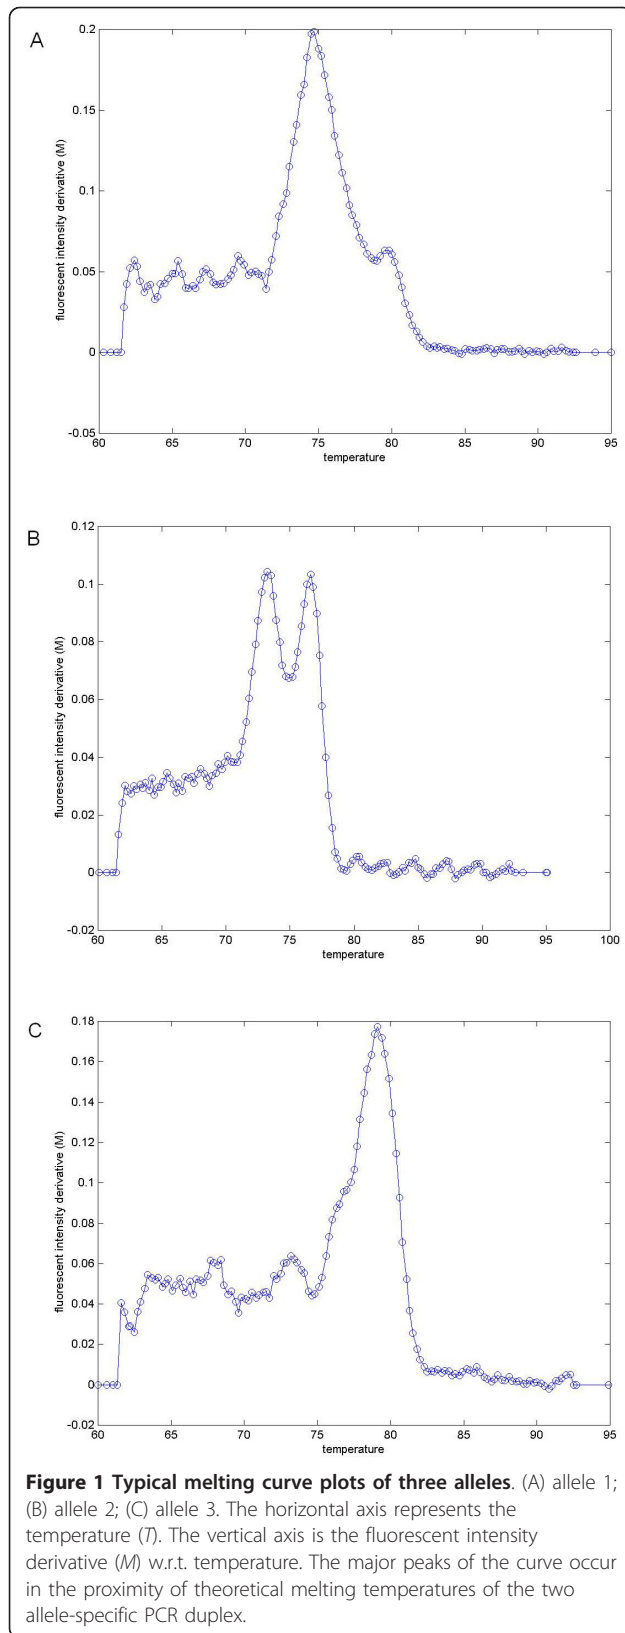 A
0.2
0.15
0.1
0.05
0
-0.05
fluorescent intensity derivative (M)
60 65 70 75 80 85 90 95
temperature
B
0.12
0.1
0.08
0.06
0.04
0.02
0
-0.02
fluorescent intensity derivative (M)
60 65 70 75 80 85 90 95 100
temperature
C
0.18
0.16
0.14
0.12
0.1
0.08
0.06
0.04
0.02
0
-0.02
fluorescent intensity derivative (M)
60 65 70 75 80 85 90 95
temperature
Figure 1 Typical melting curve plots of three alleles. (A) allele 1;
(B) allele 2; (C) allele 3. The horizontal axis represents the
temperature (T). The vertical axis is the fluorescent intensity
derivative (M) w.r.t. temperature. The major peaks of the curve occur
in the proximity of theoretical melting temperatures of the two
allele-specific PCR duplex.